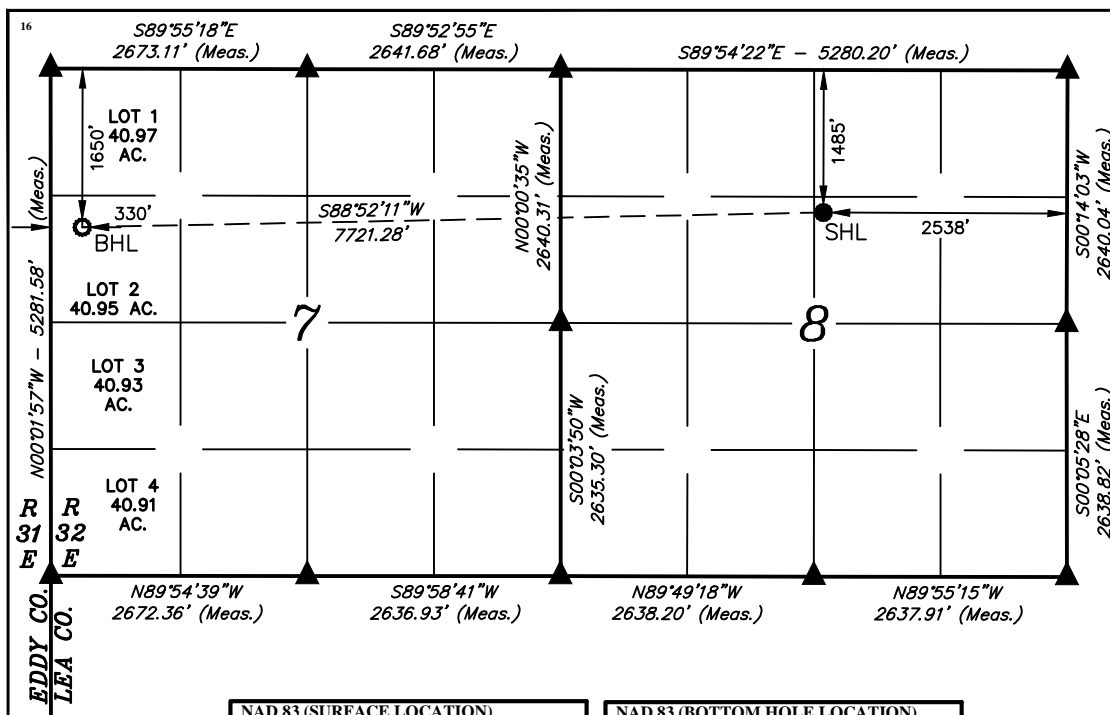 16
S89°55'18"E
2673.11' (Meas.)
S89°52'55"E
2641.68' (Meas.)
S89°54'22"E – 5280.20' (Meas.)
LOT 1
40.97
AC.
1650'
1485'
N00°01'57"W – 5281.58' (Meas.)
330'
BHL
S88°52'11"W
7721.28'
N00°00'35"W
2640.31' (Meas.)
SHL
2538'
S00°14'03"W
2640.04' (Meas.)
LOT 2
40.95 AC.
7
8
LOT 3
40.93
AC.
S00°03'50"W
2635.30' (Meas.)
S00°05'28"E
2638.82' (Meas.)
LOT 4
40.91
AC.
R
31
E
R
32
E
N89°54'39"W
2672.36' (Meas.)
S89°58'41"W
2636.93' (Meas.)
N89°49'18"W
2638.20' (Meas.)
N89°55'15"W
2637.91' (Meas.)
EDDY CO.
LEA CO.
NAD 83 (SURFACE LOCATION)
NAD 83 (BOTTOM HOLE LOCATION)